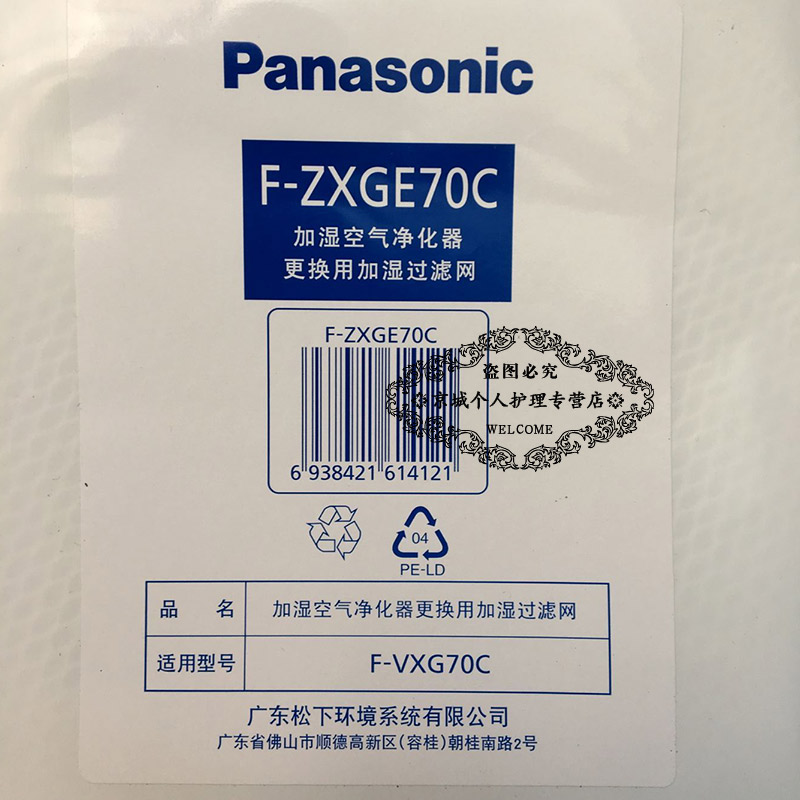 Panasonic
F-ZXGE70C
加湿空气净化器
更换用加湿过滤网
F-ZXGE70C
6 938421 614121
盗图必究
京城个人护理专营店
WELCOME
04
PE-LD
品 名 加湿空气净化器更换用加湿过滤网
适用型号 F-VXG70C
广东松下环境系统有限公司
广东省佛山市顺德高新区(容桂)朝桂南路2号